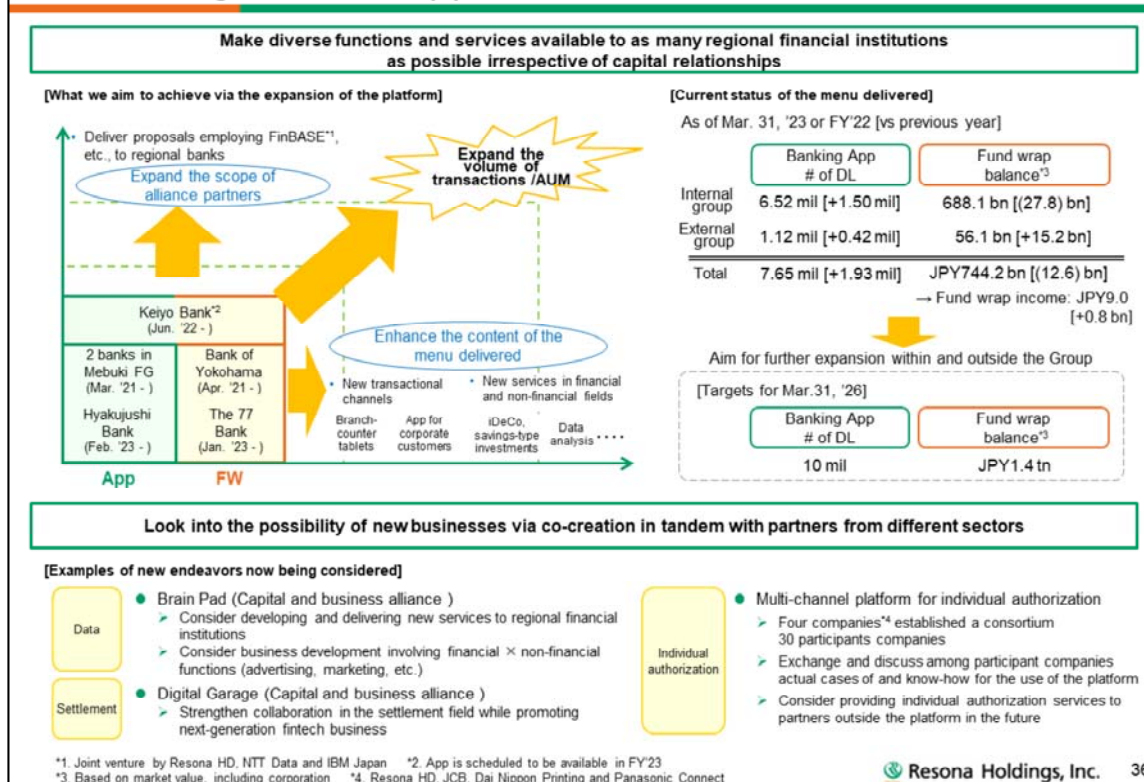 Make diverse functions and services available to as many regional financial institutions
as possible irrespective of capital relationships
[What we aim to achieve via the expansion of the platform]
• Deliver proposals employing FinBASE*1,
etc., to regional banks
Expand the scope of
alliance partners
Expand the
volume of
transactions /AUM
Keiyo Bank*2
(Jun. '22 - )
2 banks in
Mebuki FG
(Mar. '21 - )
Hyakujushi
Bank
(Feb. '23 - )
Bank of
Yokohama
(Apr. '21 - )
The 77
Bank
(Jan. '23 - )
App
FW
Enhance the content of the
menu delivered
• New transactional
channels
• New services in financial
and non-financial fields
Branch-
counter
tablets
App for
corporate
customers
iDeCo,
savings-type
investments
Data
analysis ････
[Current status of the menu delivered]
As of Mar. 31, '23 or FY'22 [vs previous year]
Banking App
# of DL
Fund wrap
balance*3
Internal
group
6.52 mil [+1.50 mil]
688.1 bn [(27.8) bn]
External
group
1.12 mil [+0.42 mil]
56.1 bn [+15.2 bn]
Total
7.65 mil [+1.93 mil]
JPY744.2 bn [(12.6) bn]
→ Fund wrap income: JPY9.0
[+0.8 bn]
Aim for further expansion within and outside the Group
[Targets for Mar.31, '26]
Banking App
# of DL
Fund wrap
balance*3
10 mil
JPY1.4 tn
Look into the possibility of new businesses via co-creation in tandem with partners from different sectors
[Examples of new endeavors now being considered]
Data
● Brain Pad (Capital and business alliance )
➢ Consider developing and delivering new services to regional financial
institutions
➢ Consider business development involving financial × non-financial
functions (advertising, marketing, etc.)
Settlement
● Digital Garage (Capital and business alliance )
➢ Strengthen collaboration in the settlement field while promoting
next-generation fintech business
Individual
authorization
● Multi-channel platform for individual authorization
➢ Four companies*4 established a consortium
30 participants companies
➢ Exchange and discuss among participant companies
actual cases of and know-how for the use of the platform
➢ Consider providing individual authorization services to
partners outside the platform in the future
*1. Joint venture by Resona HD, NTT Data and IBM Japan *2. App is scheduled to be available in FY'23
*3. Based on market value, including corporation *4. Resona HD, JCB, Dai Nippon Printing and Panasonic Connect
Resona Holdings, Inc. 36